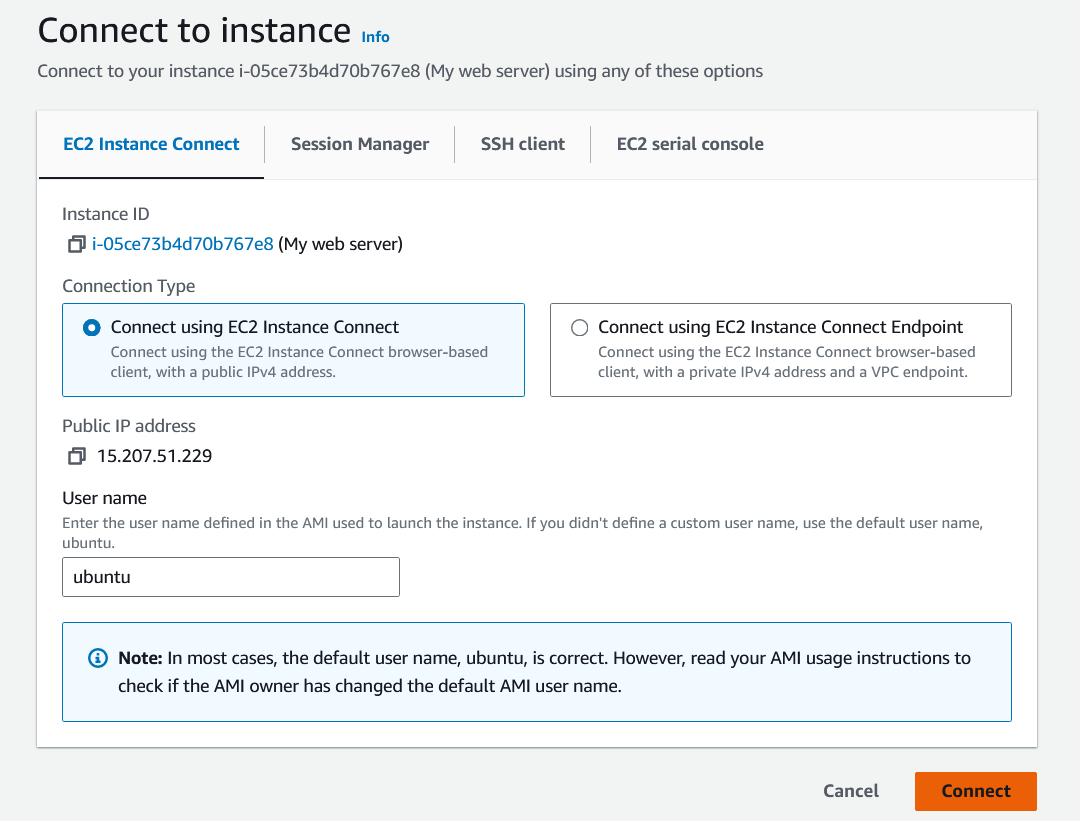 Connect to instance Info
Connect to your instance i-05ce73b4d70b767e8 (My web server) using any of these options
EC2 Instance Connect
Session Manager
SSH client
EC2 serial console
Instance ID
i-05ce73b4d70b767e8 (My web server)
Connection Type
Connect using EC2 Instance Connect
Connect using the EC2 Instance Connect browser-based
client, with a public IPv4 address.
Connect using EC2 Instance Connect Endpoint
Connect using the EC2 Instance Connect browser-based
client, with a private IPv4 address and a VPC endpoint.
Public IP address
15.207.51.229
User name
Enter the user name defined in the AMI used to launch the instance. If you didn't define a custom user name, use the default user name,
ubuntu.
ubuntu
Note: In most cases, the default user name, ubuntu, is correct. However, read your AMI usage instructions to
check if the AMI owner has changed the default AMI user name.
Cancel
Connect